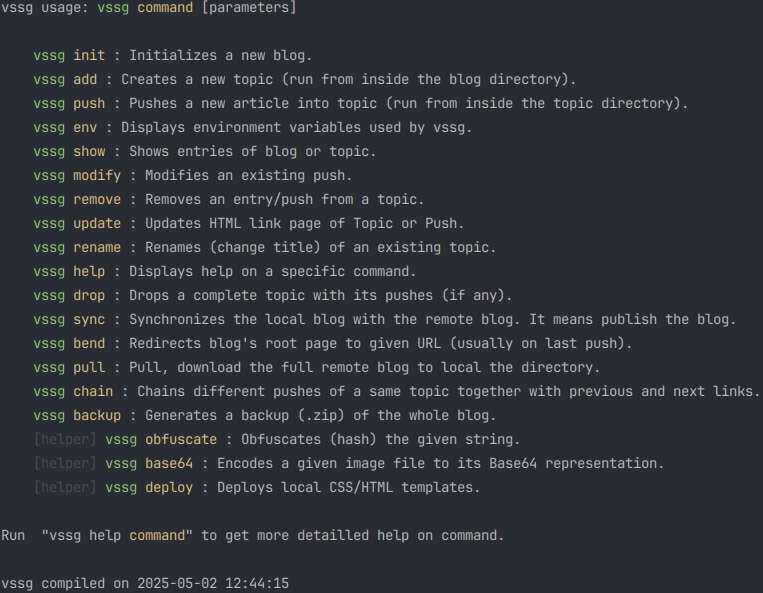 vssg usage: vssg command [parameters]
vssg init : Initializes a new blog.
vssg add : Creates a new topic (run from inside the blog directory).
vssg push : Pushes a new article into topic (run from inside the topic directory).
vssg env : Displays environment variables used by vssg.
vssg show : Shows entries of blog or topic.
vssg modify : Modifies an existing push.
vssg remove : Removes an entry/push from a topic.
vssg update : Updates HTML link page of Topic or Push.
vssg rename : Renames (change title) of an existing topic.
vssg help : Displays help on a specific command.
vssg drop : Drops a complete topic with its pushes (if any).
vssg sync : Synchronizes the local blog with the remote blog. It means publish the blog.
vssg bend : Redirects blog's root page to given URL (usually on last push).
vssg pull : Pull, download the full remote blog to local the directory.
vssg chain : Chains different pushes of a same topic together with previous and next links.
vssg backup : Generates a backup (.zip) of the whole blog.
[helper] vssg obfuscate : Obfuscates (hash) the given string.
[helper] vssg base64 : Encodes a given image file to its Base64 representation.
[helper] vssg deploy : Deploys local CSS/HTML templates.
Run  "vssg help command" to get more detailled help on command.
vssg compiled on 2025-05-02 12:44:15